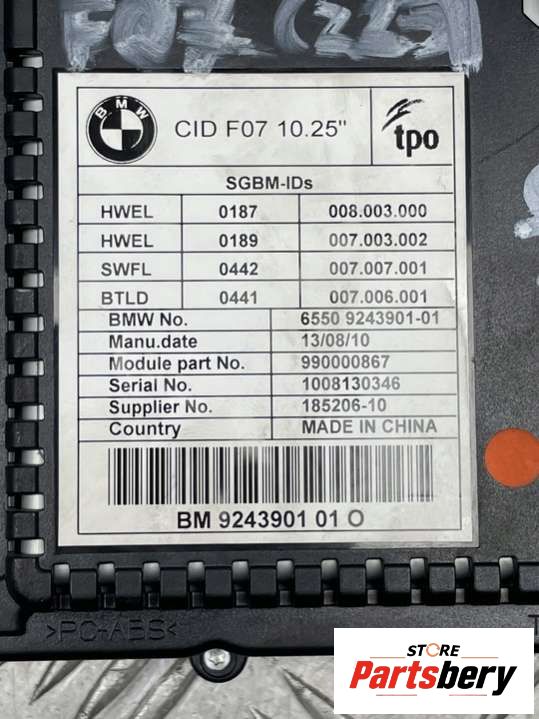 F07
BMW
CID F07 10.25"
tpo
SGBM-IDs
HWEL 0187 008.003.000
HWEL 0189 007.003.002
SWFL 0442 007.007.001
BTLD 0441 007.006.001
BMW No. 6550 9243901-01
Manu.date 13/08/10
Module part No. 990000867
Serial No. 1008130346
Supplier No. 185206-10
Country MADE IN CHINA
BM 9243901 01 O
>PC-ABS<
STORE
Partsbery